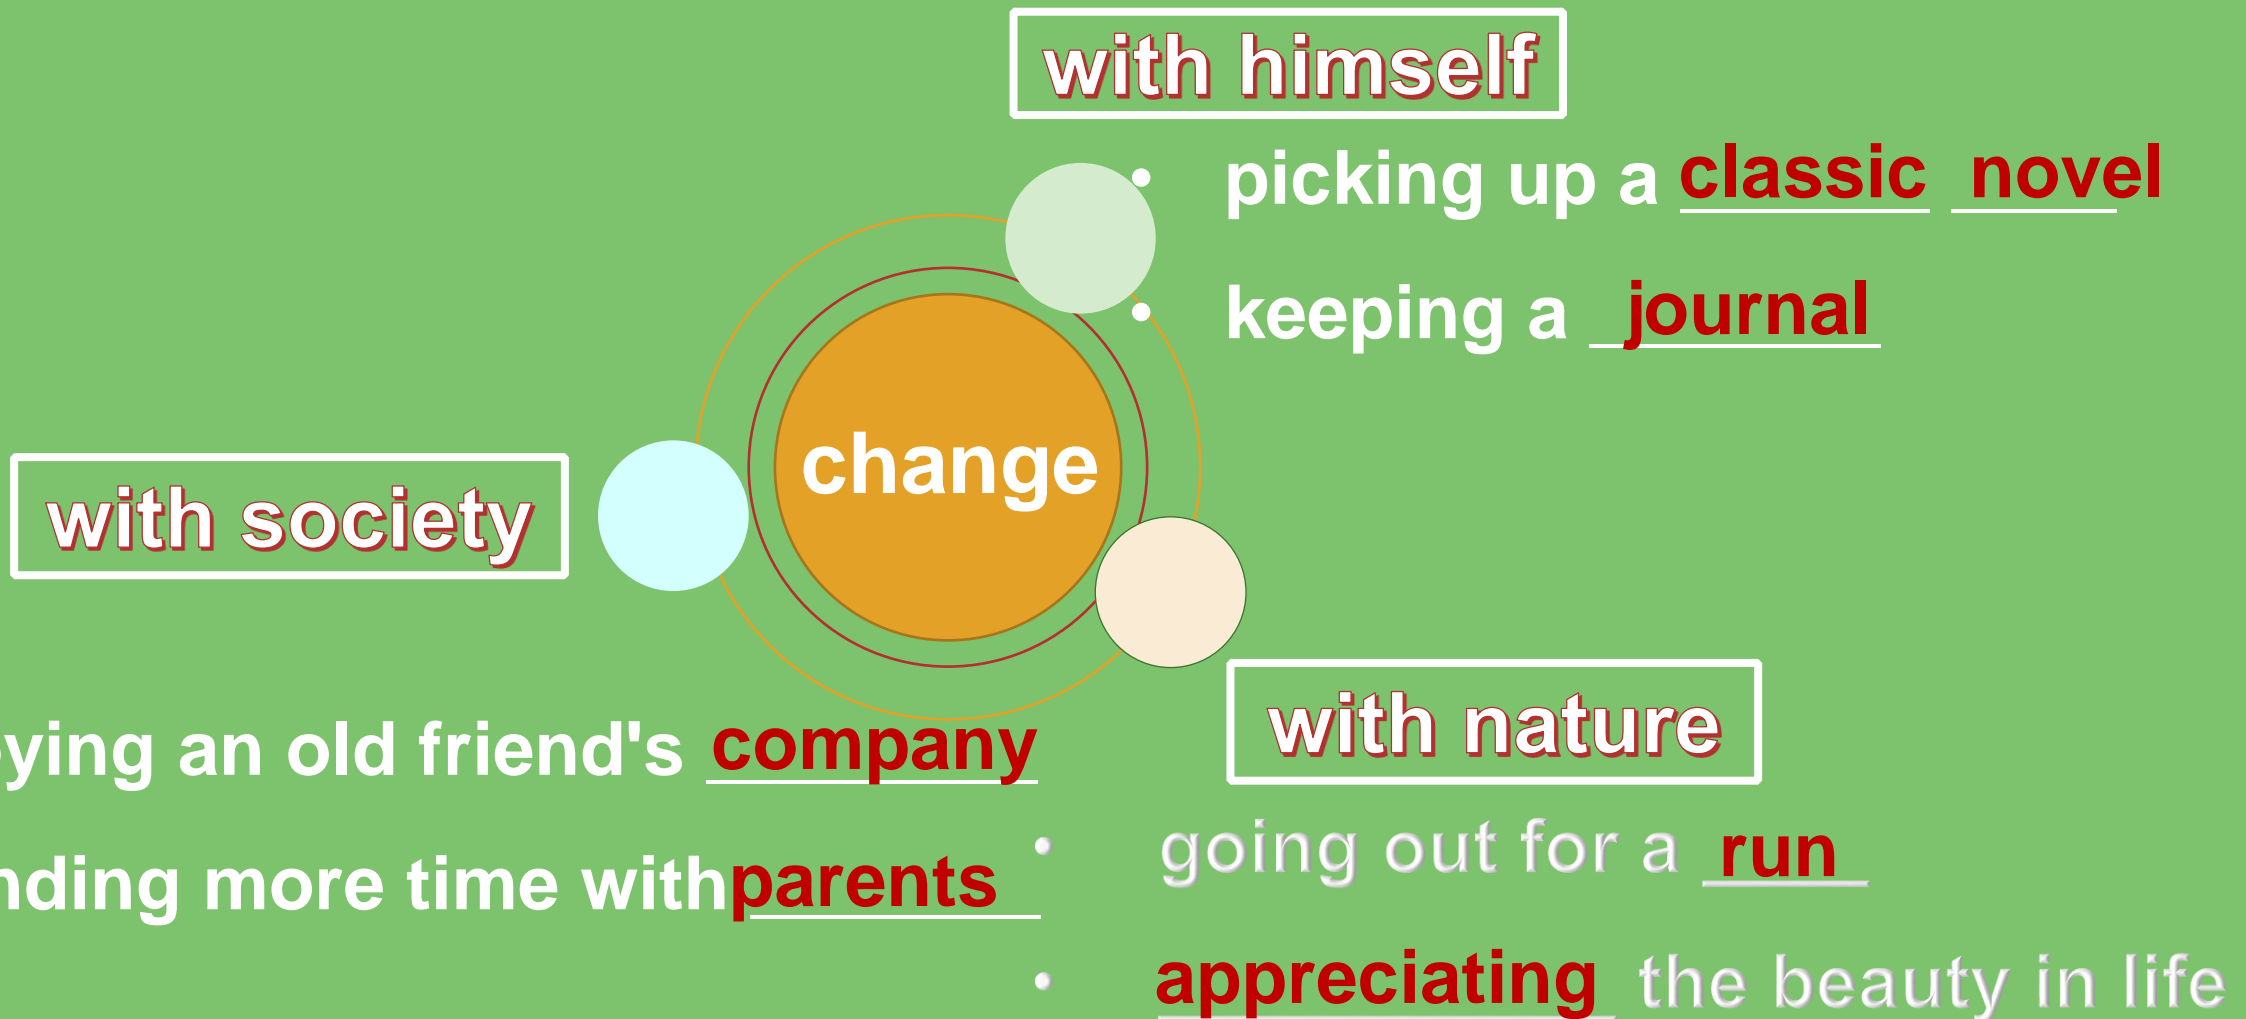 with himself
• picking up a classic novel
• keeping a journal
change
with society
ying an old friend's company
nding more time with parents
with nature
• going out for a run
• appreciating the beauty in life